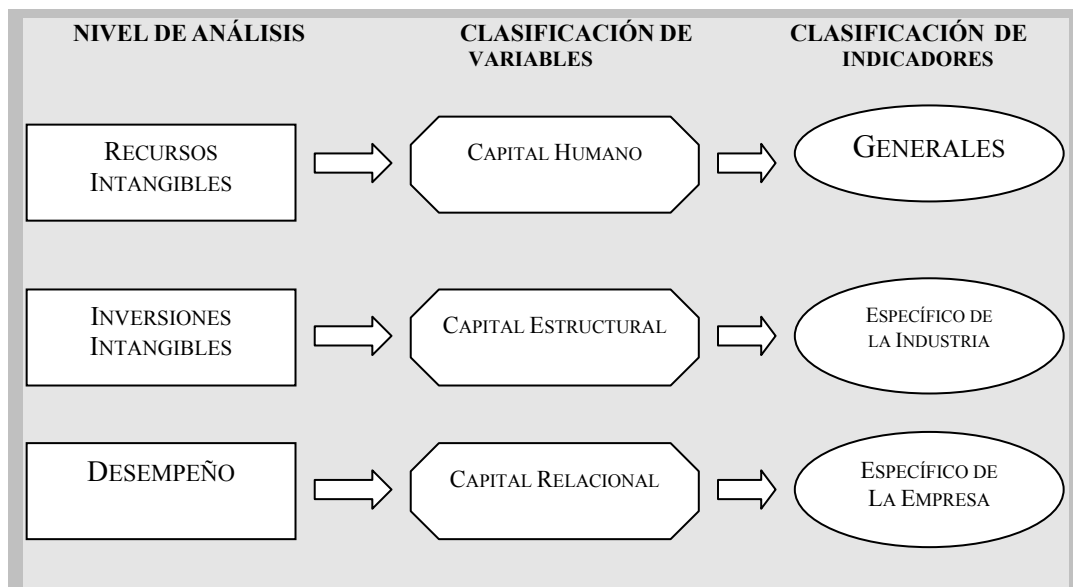 NIVEL DE ANÁLISIS
CLASIFICACIÓN DE
VARIABLES
CLASIFICACIÓN DE
INDICADORES
RECURSOS
INTANGIBLES
CAPITAL HUMANO
GENERALES
INVERSIONES
INTANGIBLES
CAPITAL ESTRUCTURAL
ESPECÍFICO DE
LA INDUSTRIA
DESEMPEÑO
CAPITAL RELACIONAL
ESPECÍFICO DE
LA EMPRESA